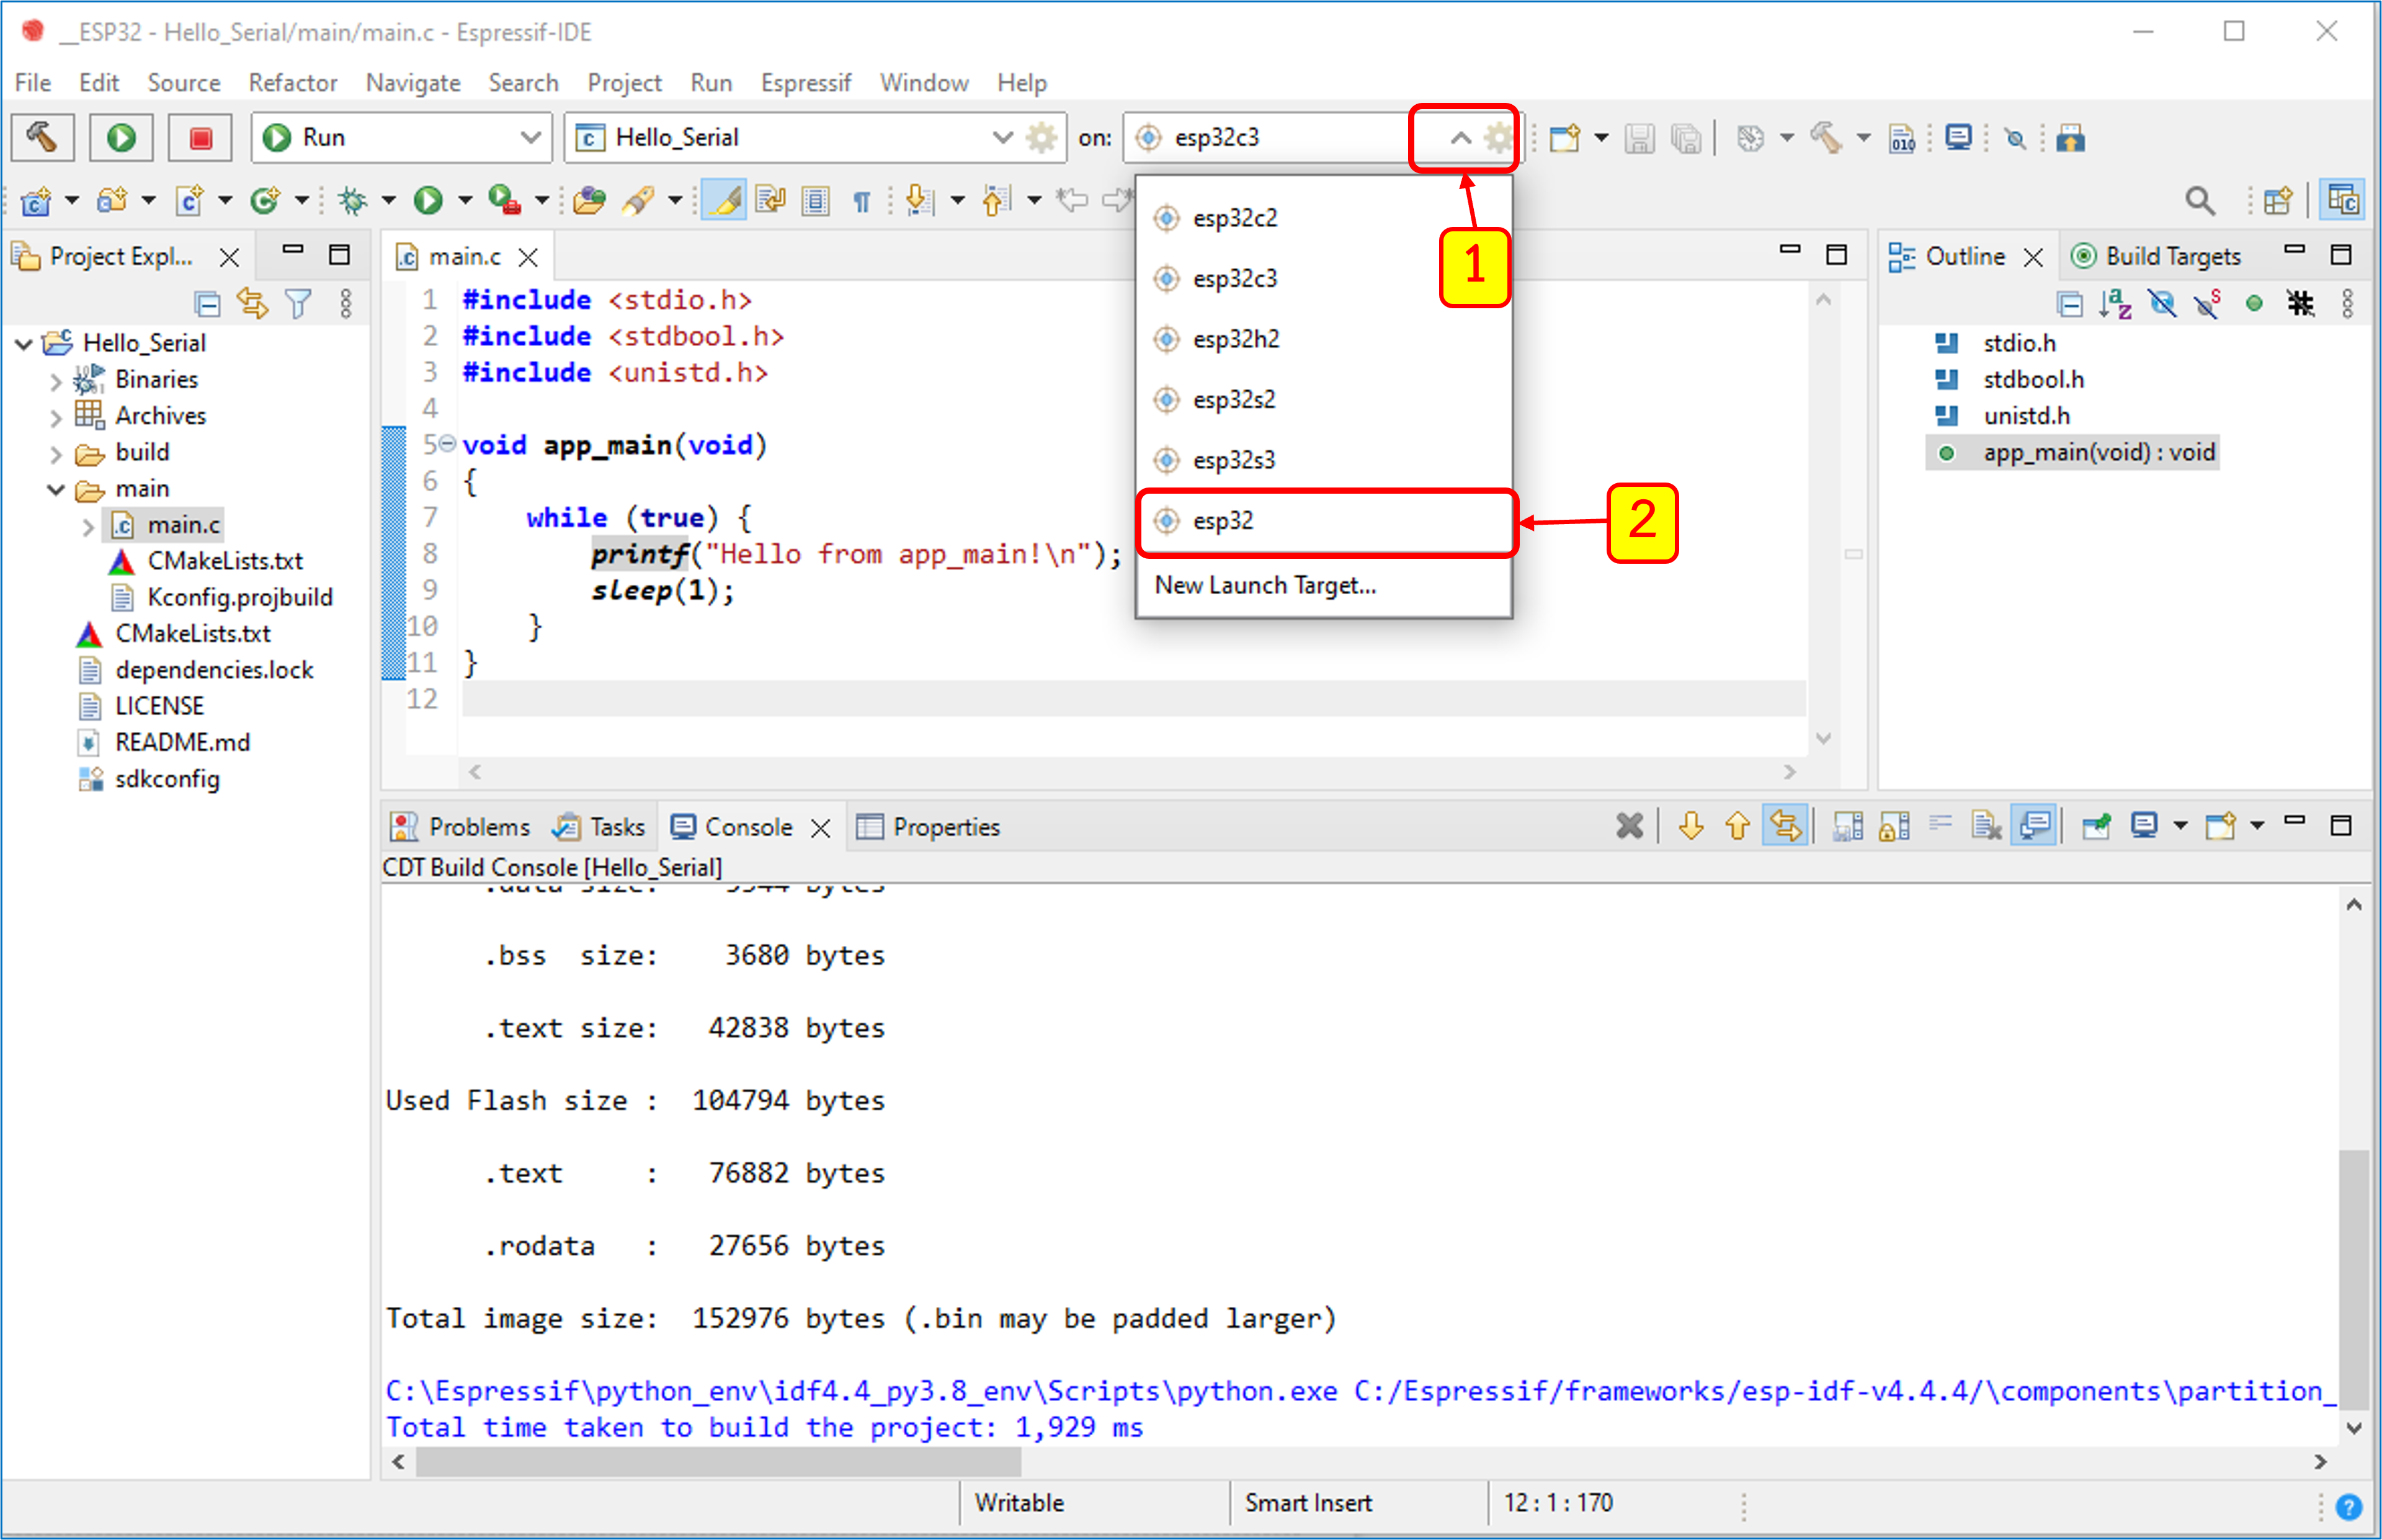 __ESP32 - Hello_Serial/main/main.c - Espressif-IDE
File Edit Source Refactor Navigate Search Project Run Espressif Window Help
Run Hello_Serial on: esp32c3
esp32c2
esp32c3
esp32h2
esp32s2
esp32s3
esp32
New Launch Target...
1
2
Project Expl...
Hello_Serial
Binaries
Archives
build
main
main.c
CMakeLists.txt
Kconfig.projbuild
CMakeLists.txt
dependencies.lock
LICENSE
README.md
sdkconfig
main.c
1 #include <stdio.h>
2 #include <stdbool.h>
3 #include <unistd.h>
4
5 void app_main(void)
6 {
7 while (true) {
8 printf("Hello from app_main!\n");
9 sleep(1);
10 }
11 }
12
Outline Build Targets
stdio.h
stdbool.h
unistd.h
app_main(void) : void
Problems Tasks Console Properties
CDT Build Console [Hello_Serial]
.data size: 5344 bytes
.bss size: 3680 bytes
.text size: 42838 bytes
Used Flash size : 104794 bytes
.text : 76882 bytes
.rodata : 27656 bytes
Total image size: 152976 bytes (.bin may be padded larger)
C:\Espressif\python_env\idf4.4_py3.8_env\Scripts\python.exe C:/Espressif/frameworks/esp-idf-v4.4.4/\components\partition_
Total time taken to build the project: 1,929 ms
Writable Smart Insert 12 : 1 : 170